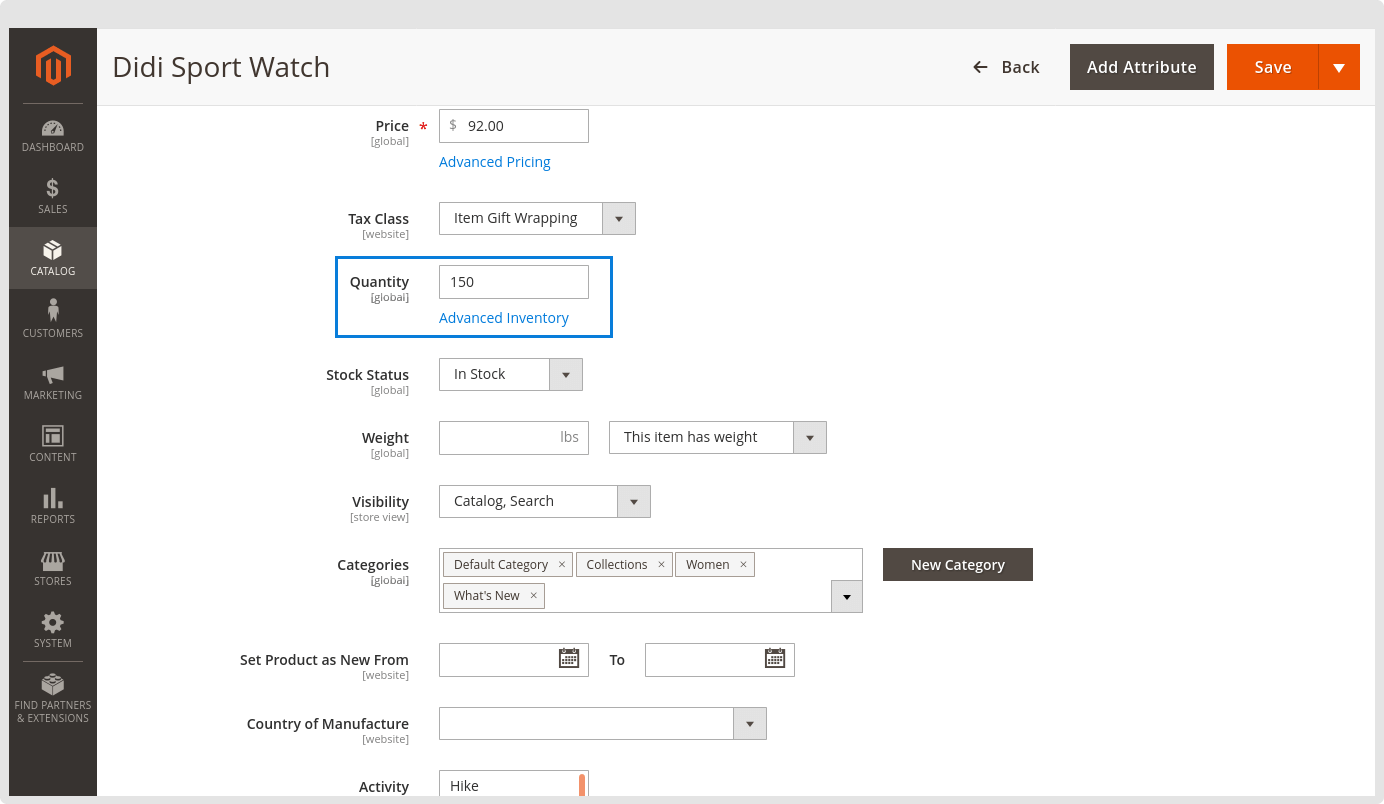 Didi Sport Watch
Back
Add Attribute
Save
DASHBOARD
SALES
CATALOG
CUSTOMERS
MARKETING
CONTENT
REPORTS
STORES
SYSTEM
FIND PARTNERS
& EXTENSIONS
Price * $ 92.00
[global]
Advanced Pricing
Tax Class Item Gift Wrapping
[website]
Quantity 150
[global]
Advanced Inventory
Stock Status In Stock
[global]
Weight lbs This item has weight
[global]
Visibility Catalog, Search
[store view]
Categories Default Category × Collections × Women × New Category
[global]
What's New ×
Set Product as New From To
[website]
Country of Manufacture
[website]
Activity Hike